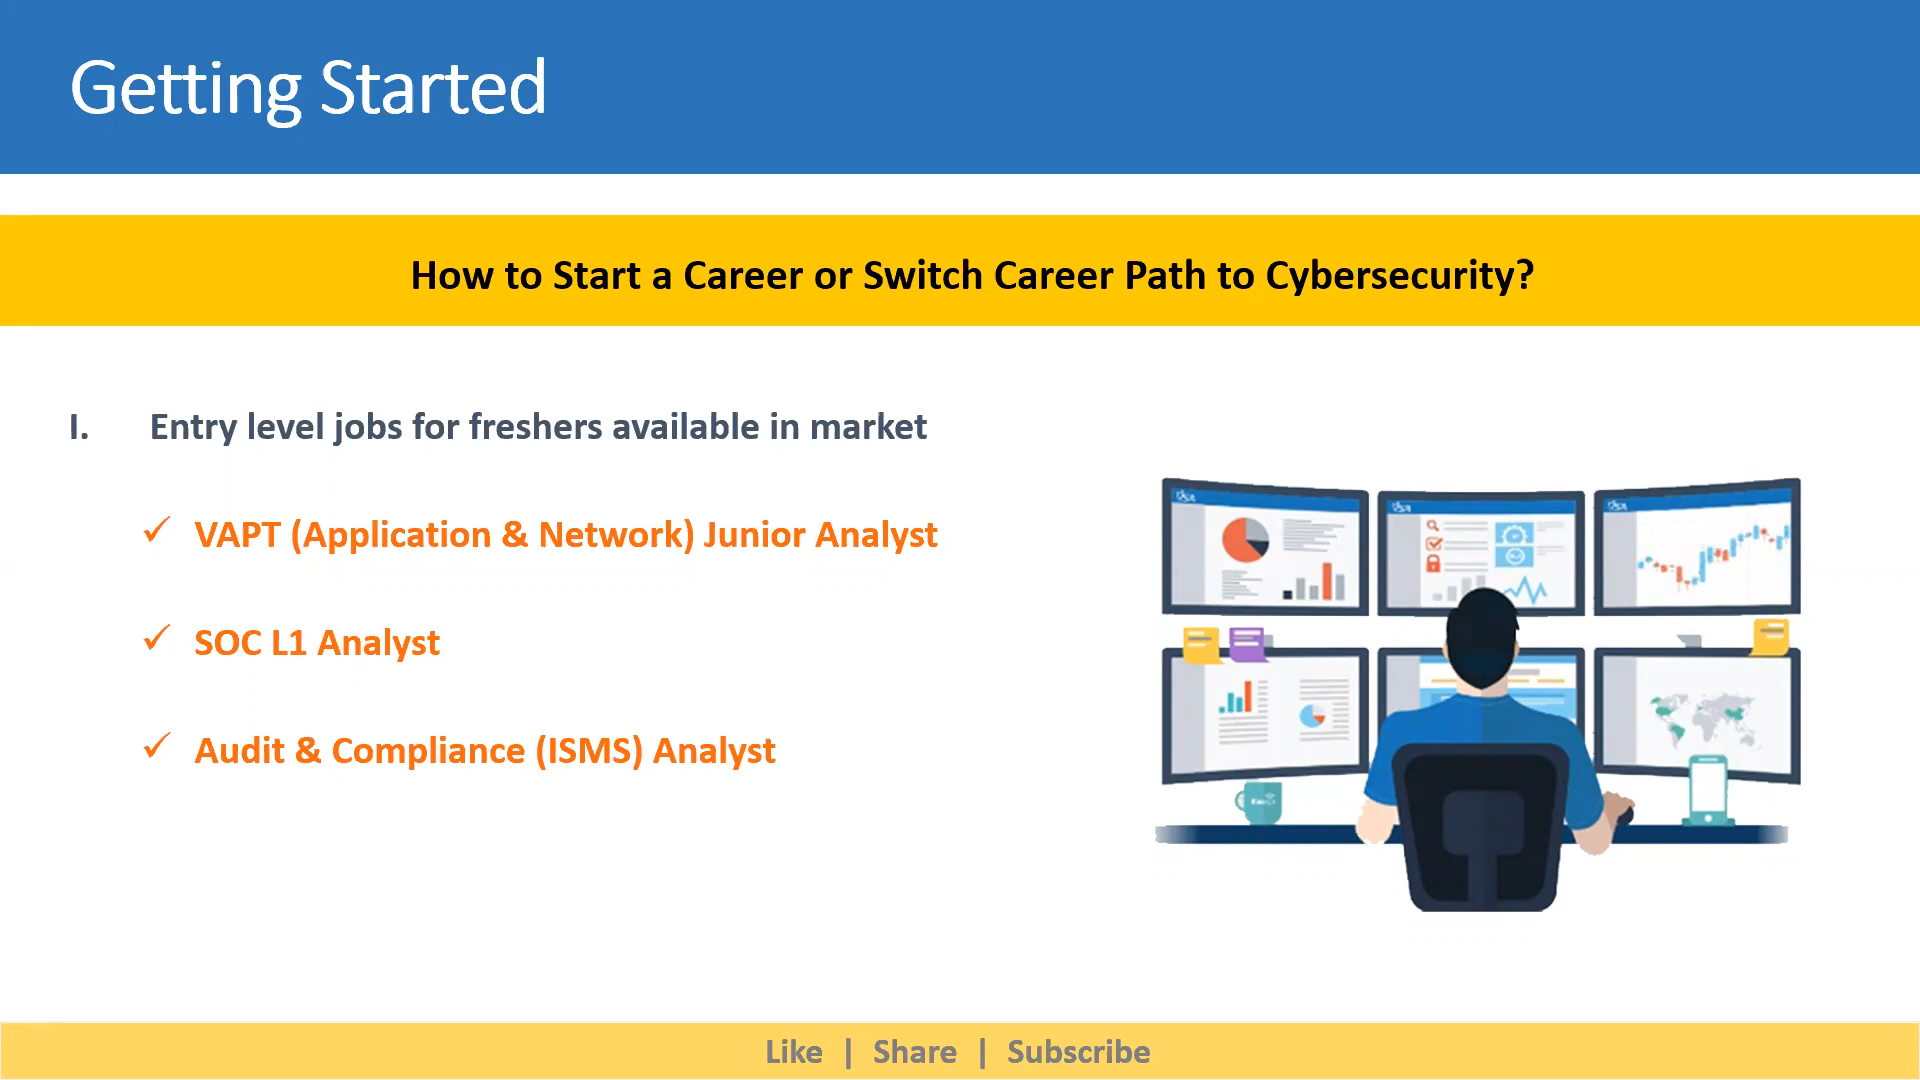 Getting Started
How to Start a Career or Switch Career Path to Cybersecurity?
I. Entry level jobs for freshers available in market
✓ VAPT (Application & Network) Junior Analyst
✓ SOC L1 Analyst
✓ Audit & Compliance (ISMS) Analyst
Like | Share | Subscribe